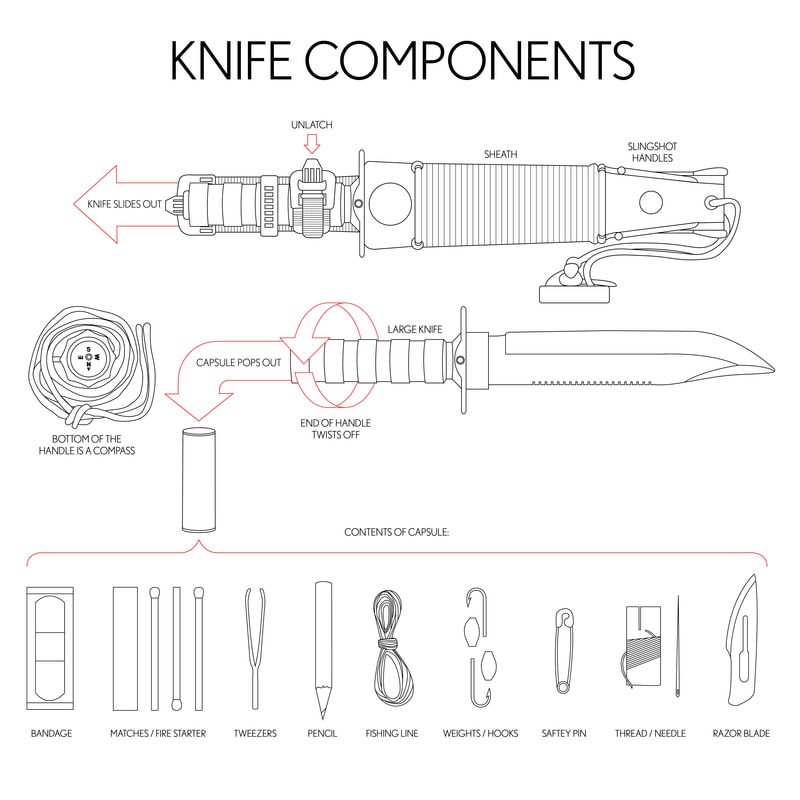 KNIFE COMPONENTS
UNLATCH
SHEATH
SLINGSHOT
HANDLES
KNIFE SLIDES OUT
LARGE KNIFE
CAPSULE POPS OUT
S
E W
N
END OF HANDLE
TWISTS OFF
BOTTOM OF THE
HANDLE IS A COMPASS
CONTENTS OF CAPSULE:
BANDAGE
MATCHES / FIRE STARTER
TWEEZERS
PENCIL
FISHING LINE
WEIGHTS / HOOKS
SAFTEY PIN
THREAD / NEEDLE
RAZOR BLADE